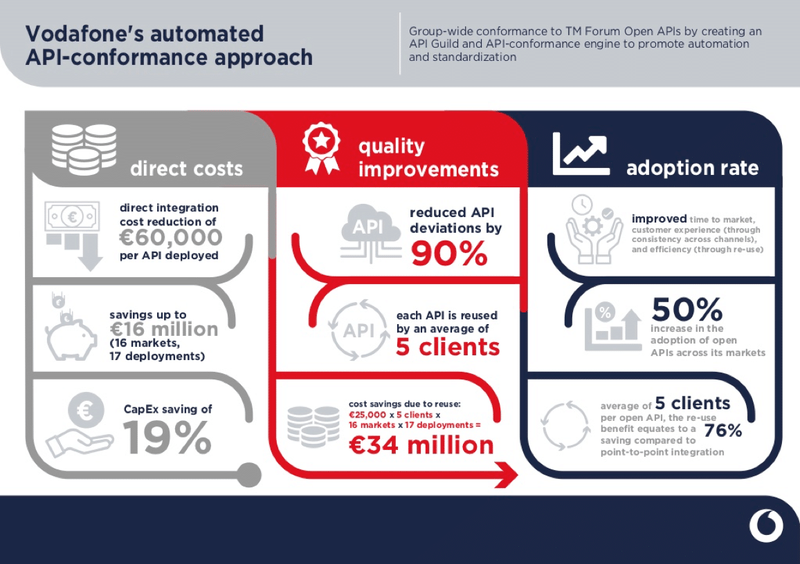 Vodafone's automated
API-conformance approach
Group-wide conformance to TM Forum Open APIs by creating an
API Guild and API-conformance engine to promote automation
and standardization
direct costs
direct integration
cost reduction of
€60,000
per API deployed
€
savings up to
€16 million
(16 markets,
17 deployments)
€
€
CapEx saving of
19%
€
quality
improvements
API
reduced API
deviations by
90%
API
each API is reused
by an average of
5 clients
cost savings due to reuse:
€25,000 x 5 clients x
16 markets x 17 deployments =
€34 million
adoption rate
improved time to market,
customer experience (through
consistency across channels),
and efficiency (through re-use)
%
50%
increase in the
adoption of open
APIs across its markets
average of 5 clients
per open API, the re-use
benefit equates to a 76%
saving compared to
point-to-point integration